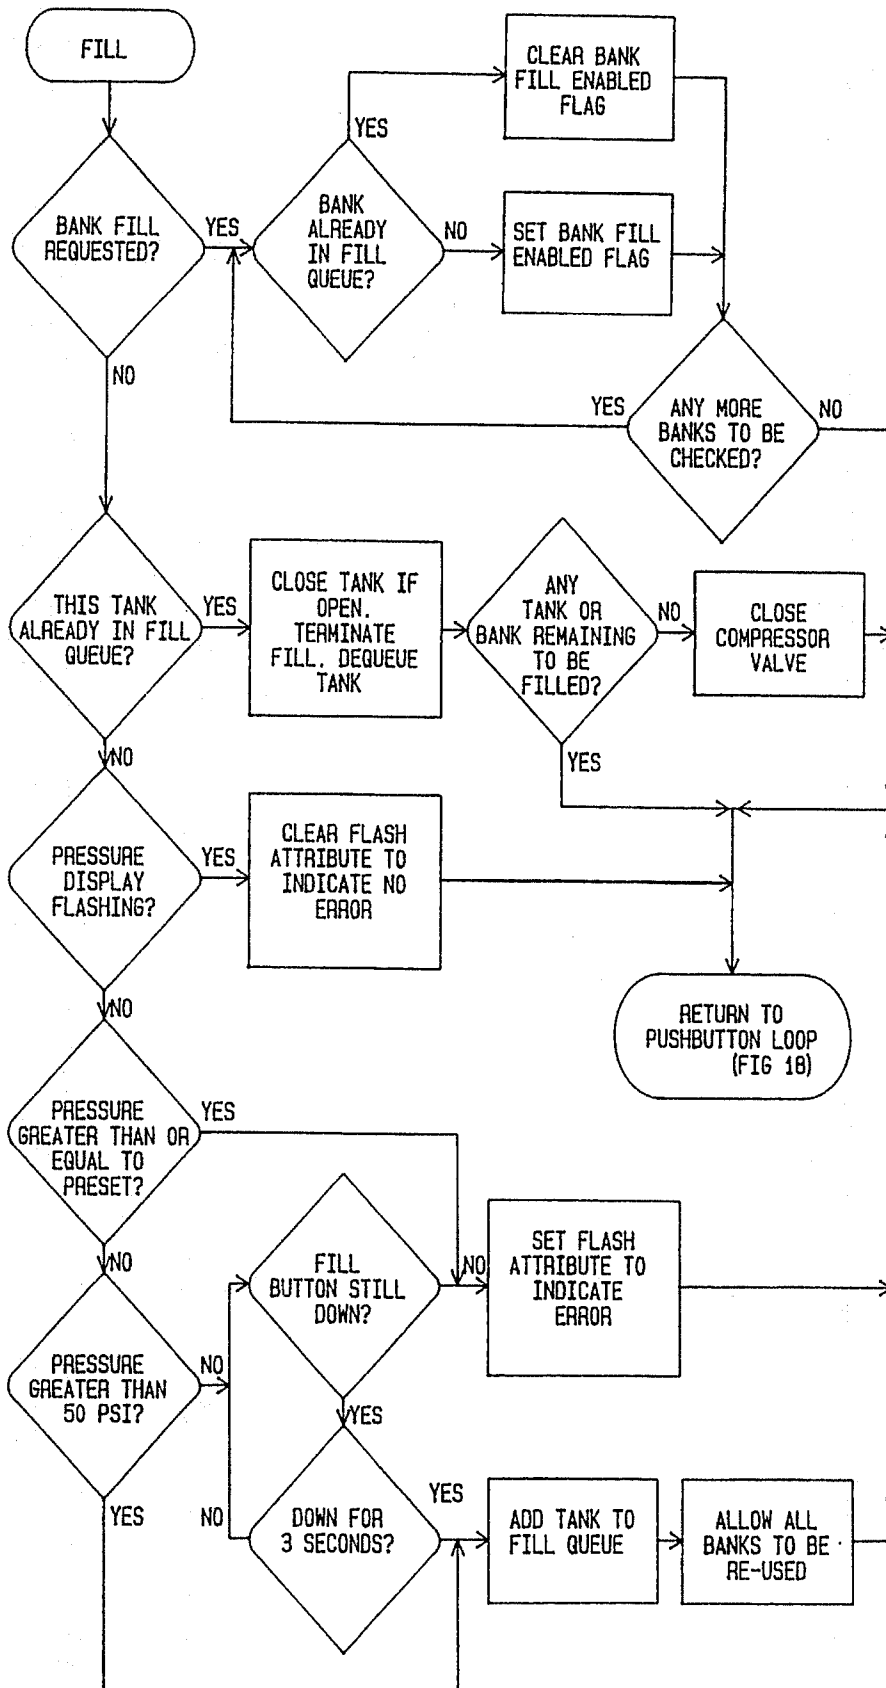 FILL
CLEAR BANK
FILL ENABLED
FLAG
YES
BANK FILL
REQUESTED?
YES
BANK
ALREADY
IN FILL
QUEUE?
NO
SET BANK FILL
ENABLED FLAG
NO
YES
ANY MORE
BANKS TO BE
CHECKED?
NO
THIS TANK
ALREADY IN FILL
QUEUE?
YES
CLOSE TANK IF
OPEN.
TERMINATE
FILL. DEQUEUE
TANK
ANY
TANK OR
BANK REMAINING
TO BE
FILLED?
NO
CLOSE
COMPRESSOR
VALVE
NO
YES
PRESSURE
DISPLAY
FLASHING?
YES
CLEAR FLASH
ATTRIBUTE TO
INDICATE NO
ERROR
NO
RETURN TO
PUSHBUTTON LOOP
(FIG 18)
PRESSURE
GREATER THAN OR
EQUAL TO
PRESET?
YES
NO
FILL
BUTTON STILL
DOWN?
NO
SET FLASH
ATTRIBUTE TO
INDICATE
ERROR
PRESSURE
GREATER THAN
50 PSI?
NO
YES
YES
NO
DOWN FOR
3 SECONDS?
YES
ADD TANK TO
FILL QUEUE
ALLOW ALL
BANKS TO BE
RE-USED